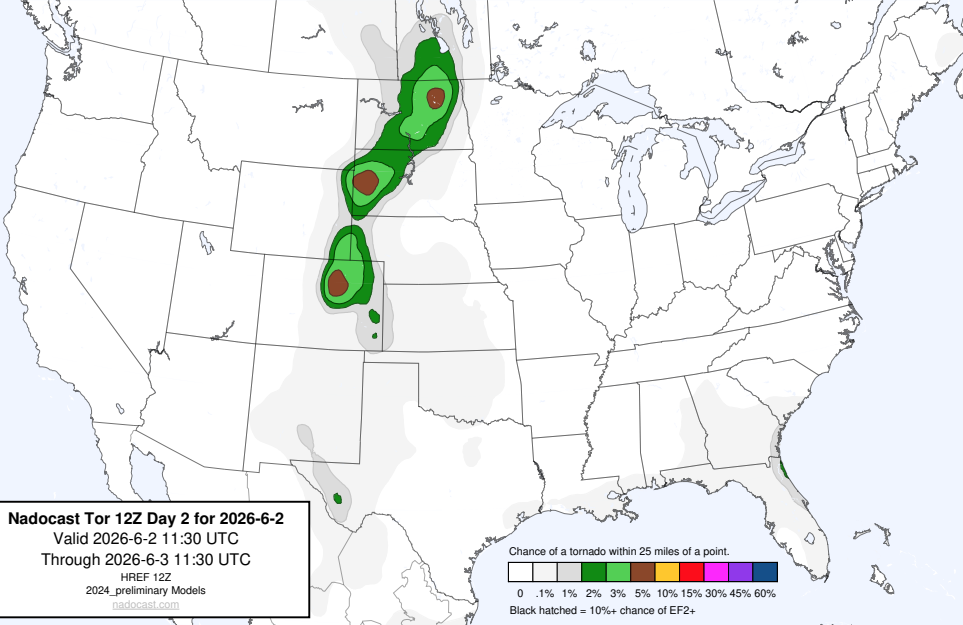 Nadocast Tor 12Z Day 2 for 2026-6-2
Valid 2026-6-2 11:30 UTC
Through 2026-6-3 11:30 UTC
HREF 12Z
2024_preliminary Models
nadocast.com
Chance of a tornado within 25 miles of a point.
0 .1% 1% 2% 3% 5% 10% 15% 30% 45% 60%
Black hatched = 10%+ chance of EF2+